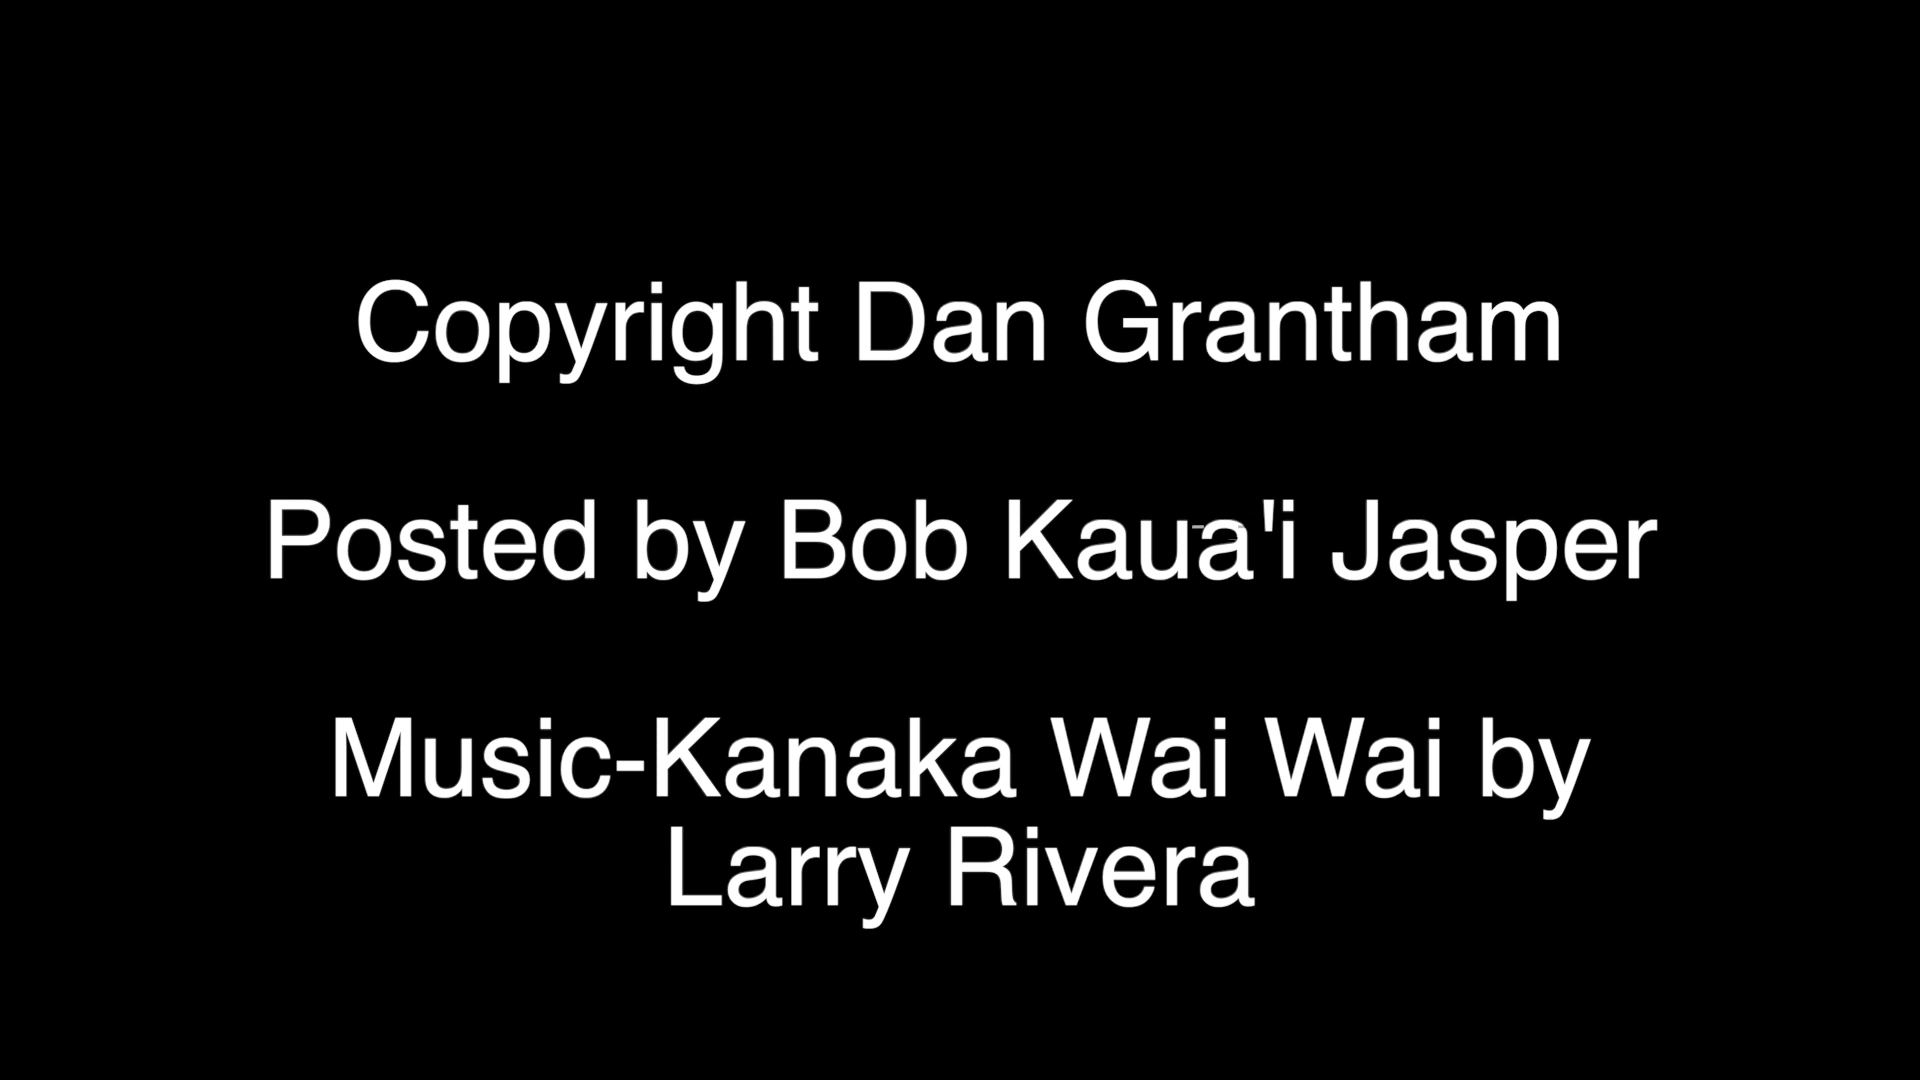 Copyright Dan Grantham
Posted by Bob Kaua'i Jasper
Music-Kanaka Wai Wai by
Larry Rivera